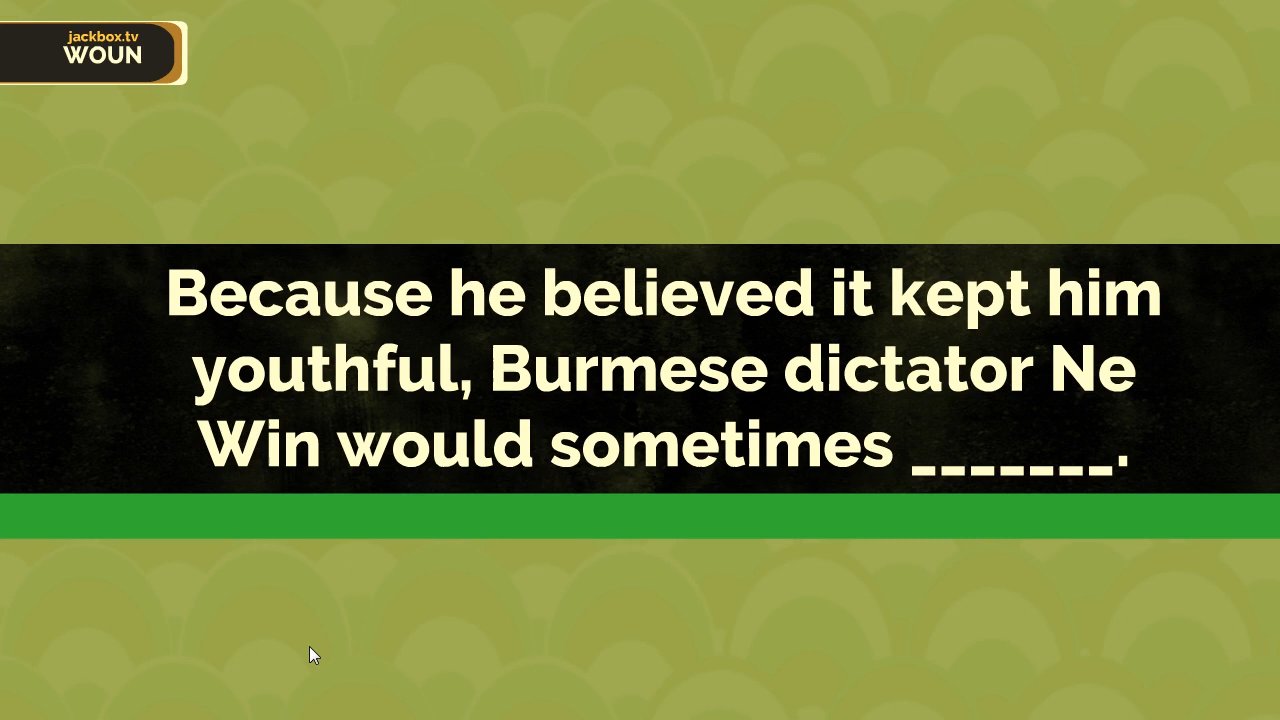 jackbox.tv
WOUN
Because he believed it kept him
youthful, Burmese dictator Ne
Win would sometimes _______.